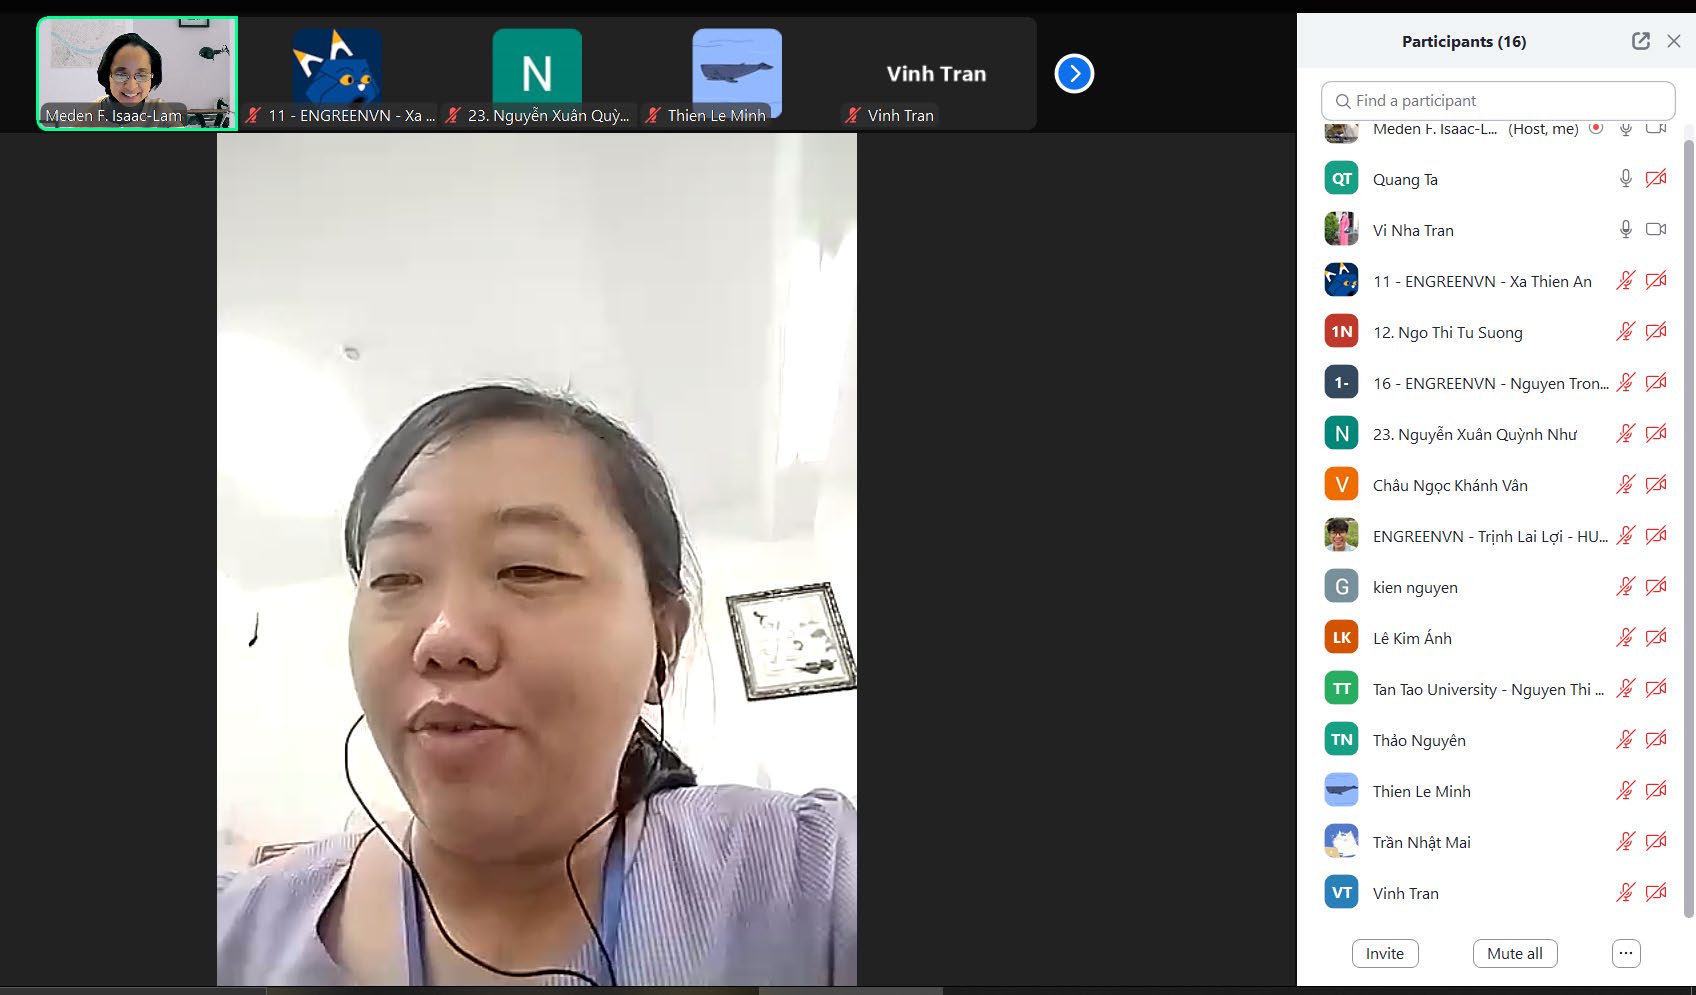 Meden F. Isaac-Lam
11 - ENGREENVN - Xa ...
N
23. Nguyễn Xuân Quỳ...
Thien Le Minh
Vinh Tran
Vinh Tran
Participants (16)
Find a participant
Meden F. Isaac-L... (Host, me)
QT Quang Ta
Vi Nha Tran
11 - ENGREENVN - Xa Thien An
1N 12. Ngo Thi Tu Suong
1- 16 - ENGREENVN - Nguyen Tron...
N 23. Nguyễn Xuân Quỳnh Như
V Châu Ngọc Khánh Vân
ENGREENVN - Trịnh Lai Lợi - HU...
G kien nguyen
LK Lê Kim Ánh
TT Tan Tao University - Nguyen Thi ...
TN Thảo Nguyên
Thien Le Minh
Trần Nhật Mai
VT Vinh Tran
Invite
Mute all
...